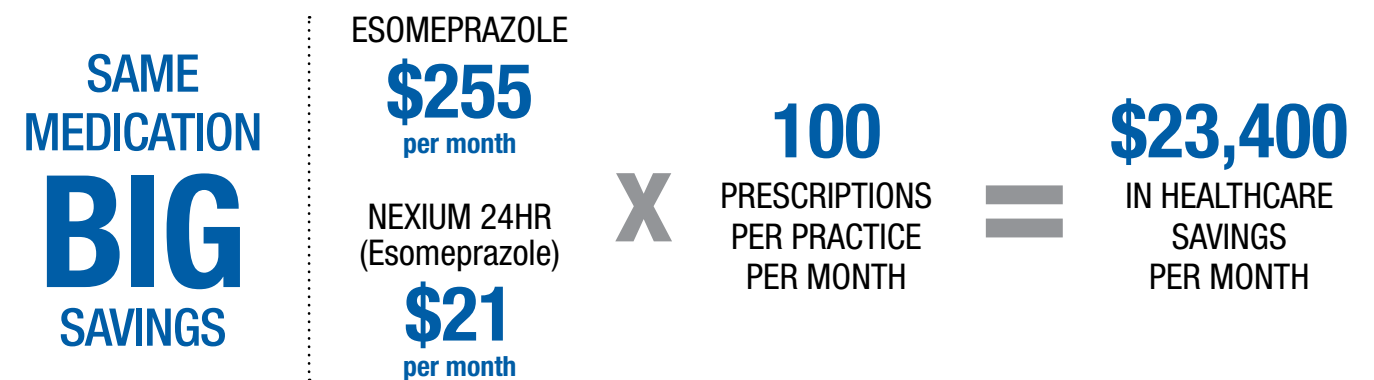 SAME
MEDICATION
BIG
SAVINGS
ESOMEPRAZOLE
$255
per month
NEXIUM 24HR
(Esomeprazole)
$21
per month
X
100
PRESCRIPTIONS
PER PRACTICE
PER MONTH
=
$23,400
IN HEALTHCARE
SAVINGS
PER MONTH